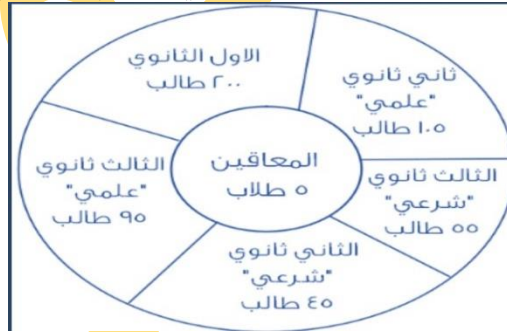 الاول الثانوي
٢٠٠ طالب
ثاني ثانوي
"علمي"
١٠٥ طالب
الثالث ثانوي
"شرعي"
٥٥ طالب
الثاني ثانوي
"شرعي"
٤٥ طالب
الثالث ثانوي
"علمي"
٩٥ طالب
المعاقين
٥ طلاب